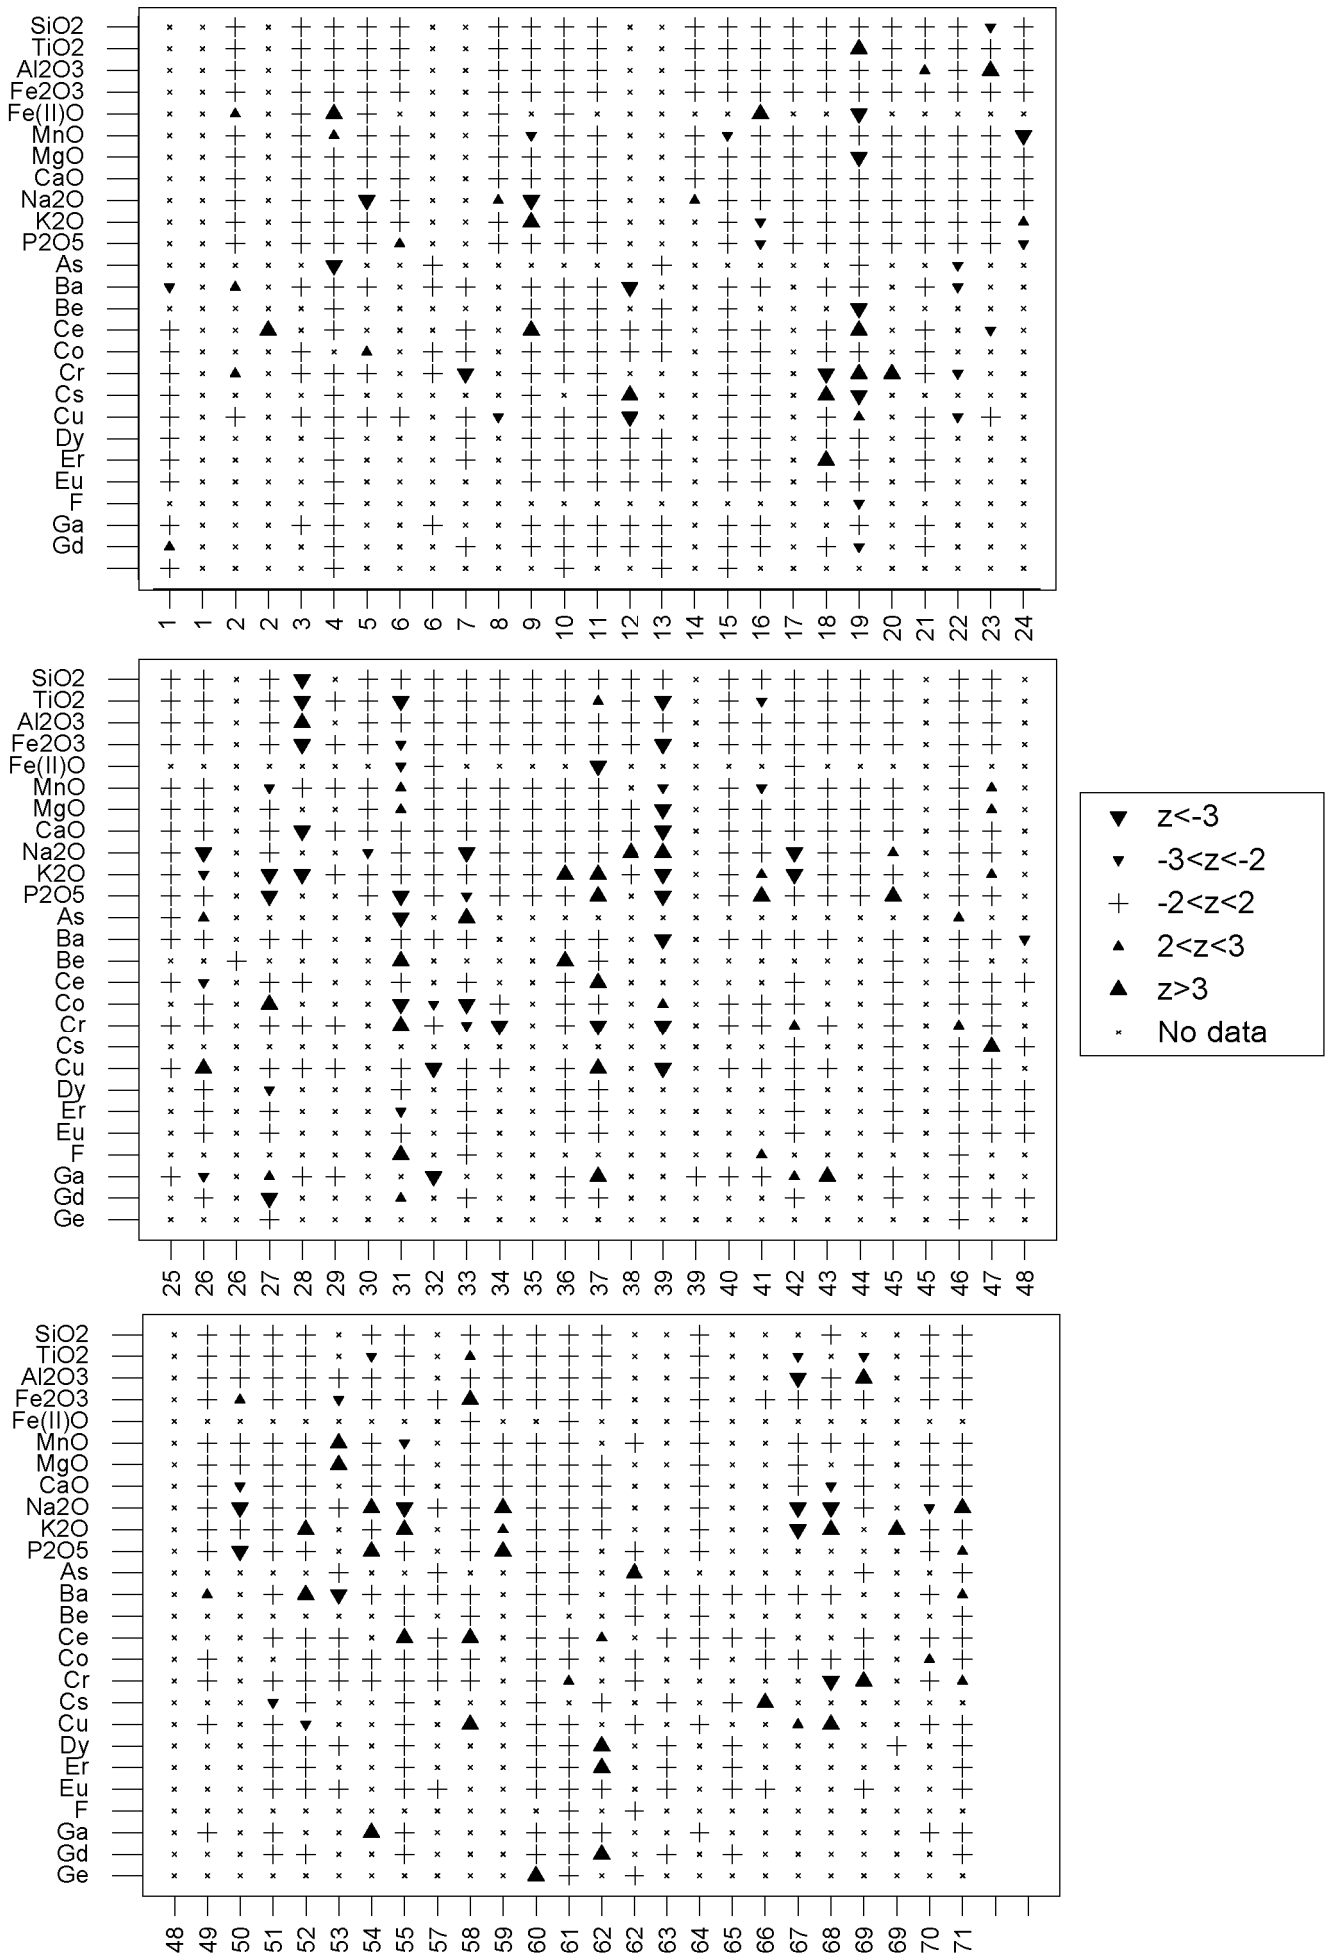 SiO2
TiO2
Al2O3
Fe2O3
Fe(II)O
MnO
MgO
CaO
Na2O
K2O
P2O5
As
Ba
Be
Ce
Co
Cr
Cs
Cu
Dy
Er
Eu
F
Ga
Gd
1 1 2 2 3 4 5 6 6 7 8 9 10 11 12 13 14 15 16 17 18 19 20 21 22 23 24
SiO2
TiO2
Al2O3
Fe2O3
Fe(II)O
MnO
MgO
CaO
Na2O
K2O
P2O5
As
Ba
Be
Ce
Co
Cr
Cs
Cu
Dy
Er
Eu
F
Ga
Gd
Ge
25 26 26 27 28 29 30 31 32 33 34 35 36 37 38 39 39 40 41 42 43 44 45 45 46 47 48
z<-3
-3<z<-2
-2<z<2
2<z<3
z>3
No data
SiO2
TiO2
Al2O3
Fe2O3
Fe(II)O
MnO
MgO
CaO
Na2O
K2O
P2O5
As
Ba
Be
Ce
Co
Cr
Cs
Cu
Dy
Er
Eu
F
Ga
Gd
Ge
48 49 50 51 52 53 54 55 57 58 59 60 61 62 62 63 64 65 66 67 68 69 69 70 71